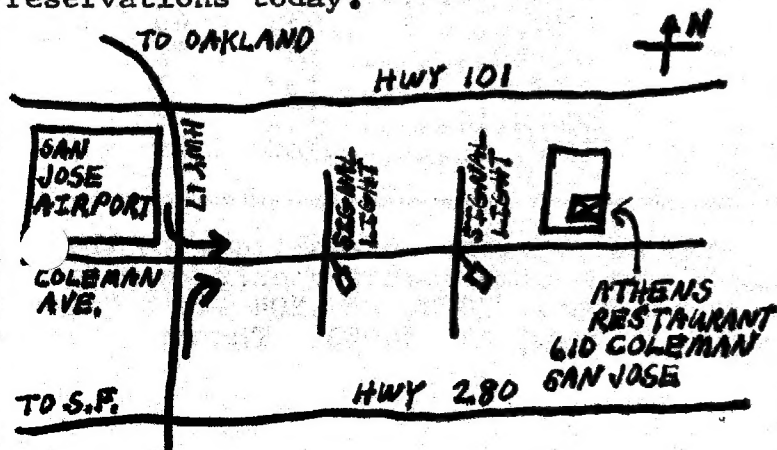 reservations today.
TO OAKLAND
N
HWY 101
SAN
JOSE
AIRPORT
HWY 17
SIGNAL
LIGHT
SIGNAL
LIGHT
COLEMAN
AVE.
ATHENS
RESTAURANT
610 COLEMAN
SAN JOSE
TO S.F.
HWY 280